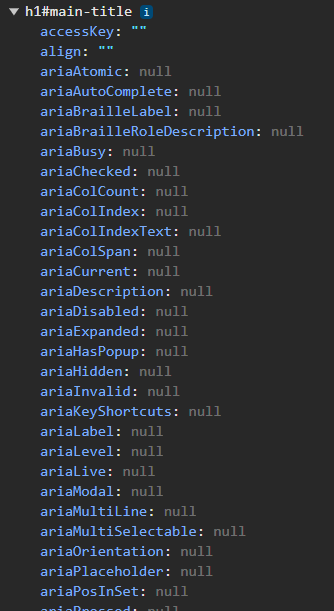 h1#main-title i
accessKey: ""
align: ""
ariaAtomic: null
ariaAutoComplete: null
ariaBrailleLabel: null
ariaBrailleRoleDescription: null
ariaBusy: null
ariaChecked: null
ariaColCount: null
ariaColIndex: null
ariaColIndexText: null
ariaColSpan: null
ariaCurrent: null
ariaDescription: null
ariaDisabled: null
ariaExpanded: null
ariaHasPopup: null
ariaHidden: null
ariaInvalid: null
ariaKeyShortcuts: null
ariaLabel: null
ariaLevel: null
ariaLive: null
ariaModal: null
ariaMultiLine: null
ariaMultiSelectable: null
ariaOrientation: null
ariaPlaceholder: null
ariaPosInSet: null
ariaPressed: null